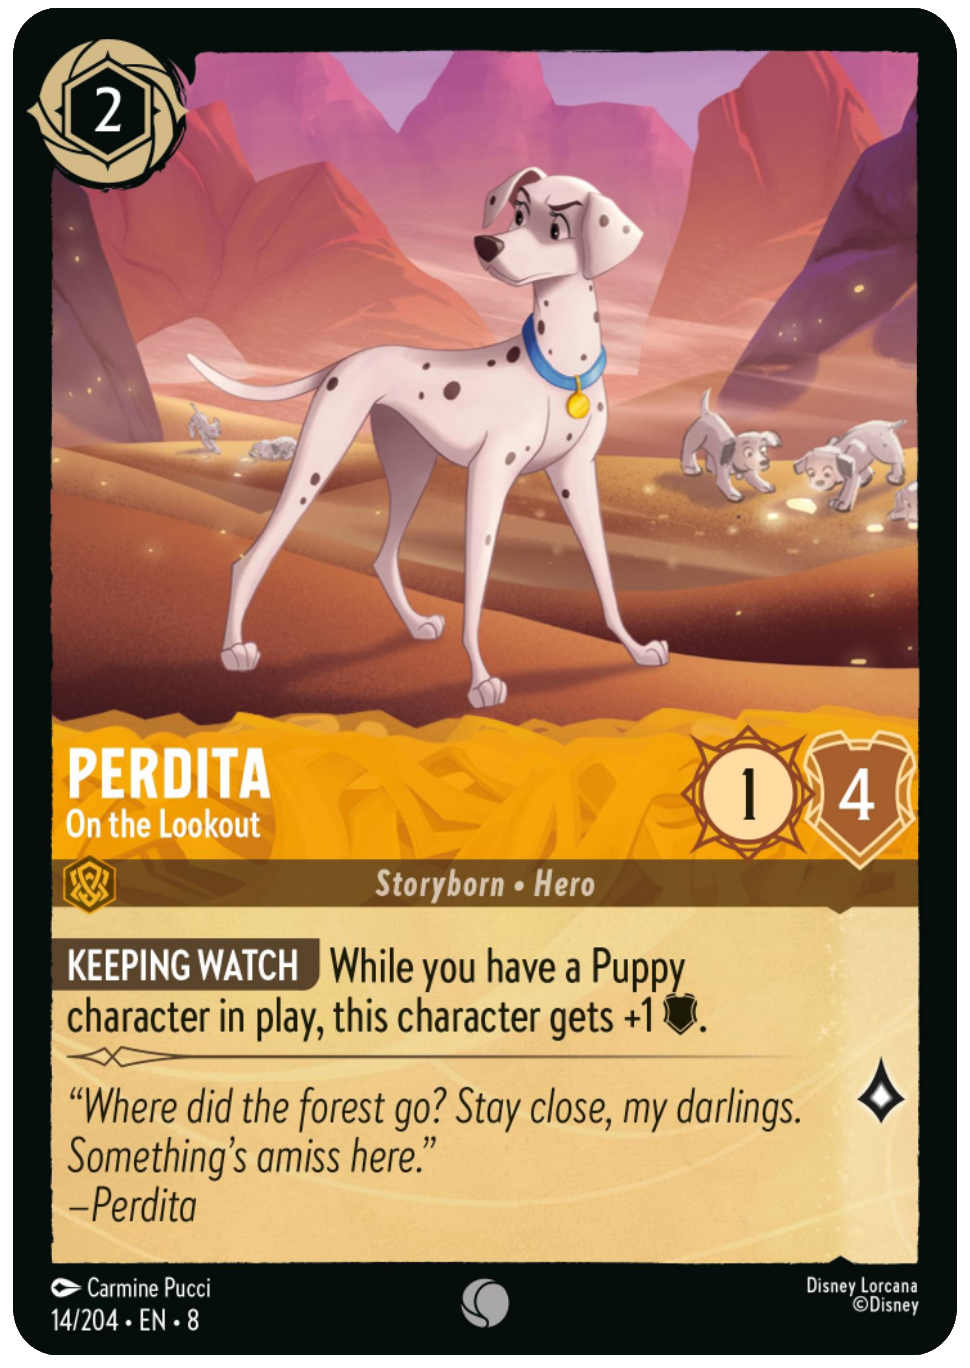 2
PERDITA
On the Lookout
1
4
Storyborn • Hero
KEEPING WATCH While you have a Puppy
character in play, this character gets +1 .
“Where did the forest go? Stay close, my darlings.
Something’s amiss here.”
–Perdita
Carmine Pucci
14/204 • EN • 8
Disney Lorcana
©Disney